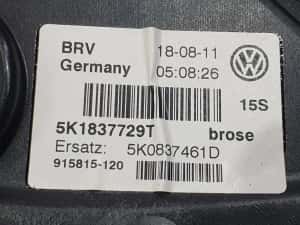 BRV 18-08-11
Germany 05:08:26
15S
5K1837729T brose
Ersatz: 5K0837461D
915815-120